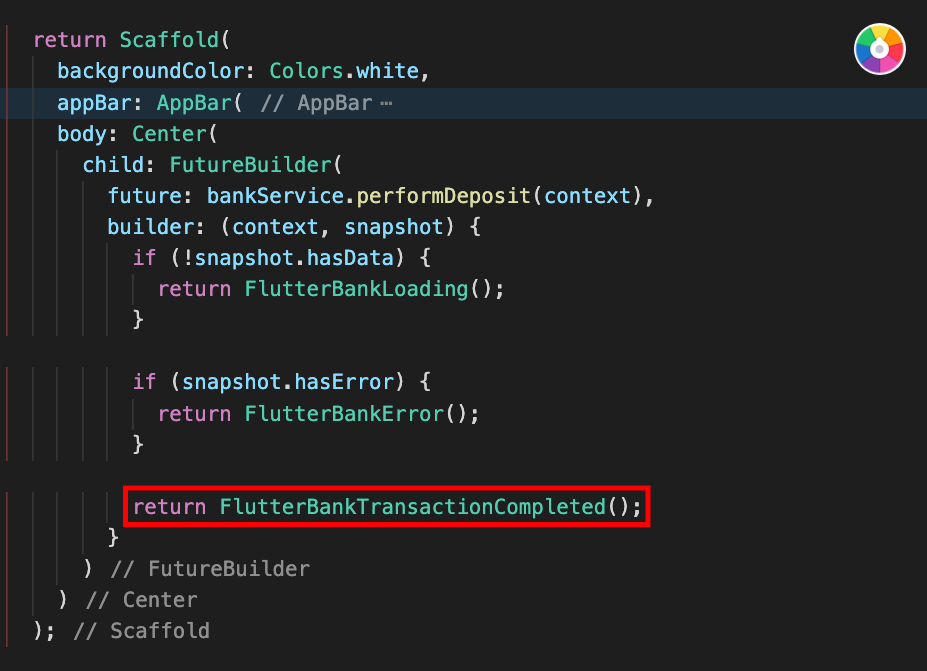 return Scaffold(
backgroundColor: Colors.white,
appBar: AppBar( // AppBar ⋯
body: Center(
child: FutureBuilder(
future: bankService.performDeposit(context),
builder: (context, snapshot) {
if (!snapshot.hasData) {
return FlutterBankLoading();
}
if (snapshot.hasError) {
return FlutterBankError();
}
return FlutterBankTransactionCompleted();
}
) // FutureBuilder
) // Center
); // Scaffold